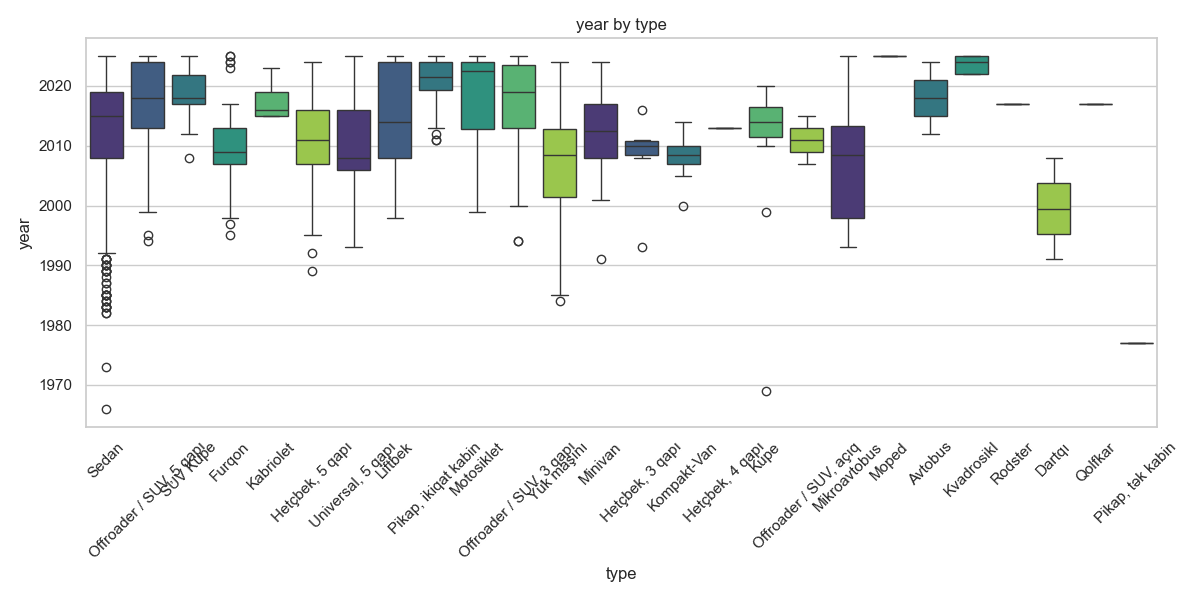 year by type
year
2020
2010
2000
1990
1980
1970
Sedan
Offroader / SUV, 5 qapı
SUV Kupe
Furqon
Kabriolet
Hetçbek, 5 qapı
Universal, 5 qapı
Liftbek
Pikap, ikiqat kabin
Motosiklet
Offroader / SUV, 3 qapı
Yük maşını
Minivan
Hetçbek, 3 qapı
Kompakt-Van
Hetçbek, 4 qapı
Kupe
Offroader / SUV, açıq
Mikroavtobus
Moped
Avtobus
Kvadrosikl
Rodster
Dartqı
Qolfkar
Pikap, tək kabin
type